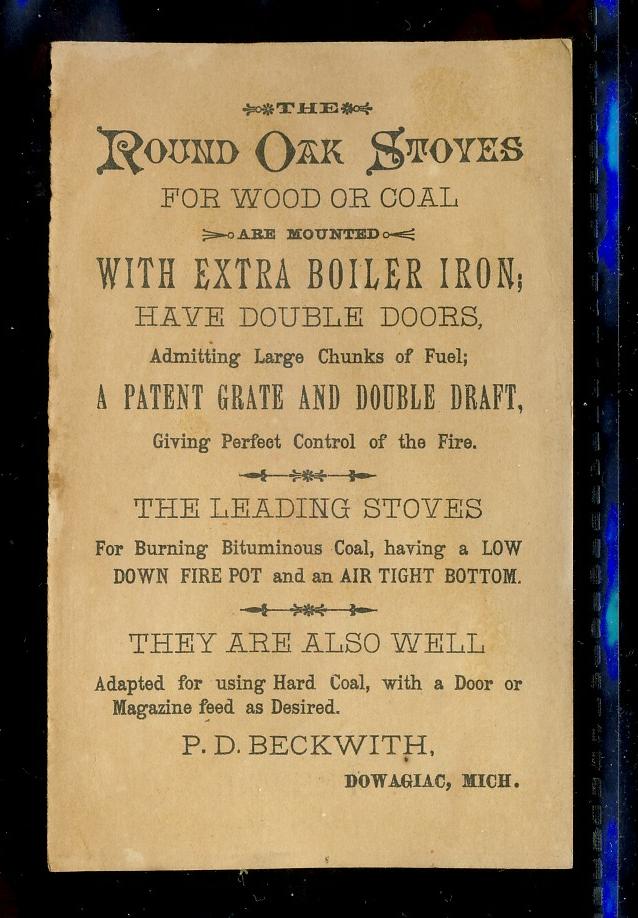 THE
ROUND OAK STOVES
FOR WOOD OR COAL
ARE MOUNTED
WITH EXTRA BOILER IRON;
HAVE DOUBLE DOORS,
Admitting Large Chunks of Fuel;
A PATENT GRATE AND DOUBLE DRAFT,
Giving Perfect Control of the Fire.
THE LEADING STOVES
For Burning Bituminous Coal, having a LOW
DOWN FIRE POT and an AIR TIGHT BOTTOM.
THEY ARE ALSO WELL
Adapted for using Hard Coal, with a Door or
Magazine feed as Desired.
P. D. BECKWITH,
DOWAGIAC, MICH.